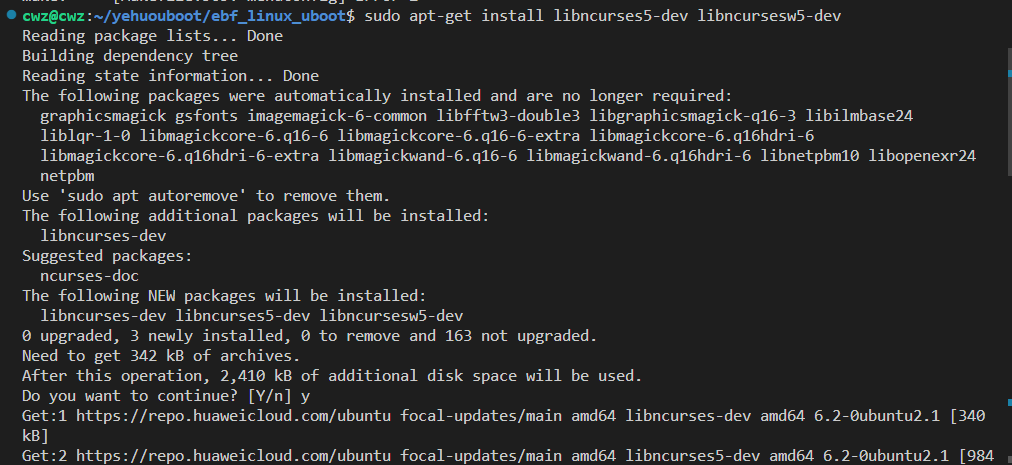 cwz@cwz:~/yehuouboot/ebf_linux_uboot$ sudo apt-get install libncurses5-dev libncursesw5-dev
Reading package lists... Done
Building dependency tree
Reading state information... Done
The following packages were automatically installed and are no longer required:
  graphicsmagick gsfonts imagemagick-6-common libfftw3-double3 libgraphicsmagick-q16-3 libilmbase24
  liblqr-1-0 libmagickcore-6.q16-6 libmagickcore-6.q16-6-extra libmagickcore-6.q16hdri-6
  libmagickcore-6.q16hdri-6-extra libmagickwand-6.q16-6 libmagickwand-6.q16hdri-6 libnetpbm10 libopenexr24
  netpbm
Use 'sudo apt autoremove' to remove them.
The following additional packages will be installed:
  libncurses-dev
Suggested packages:
  ncurses-doc
The following NEW packages will be installed:
  libncurses-dev libncurses5-dev libncursesw5-dev
0 upgraded, 3 newly installed, 0 to remove and 163 not upgraded.
Need to get 342 kB of archives.
After this operation, 2,410 kB of additional disk space will be used.
Do you want to continue? [Y/n] y
Get:1 https://repo.huaweicloud.com/ubuntu focal-updates/main amd64 libncurses-dev amd64 6.2-0ubuntu2.1 [340
kB]
Get:2 https://repo.huaweicloud.com/ubuntu focal-updates/main amd64 libncurses5-dev amd64 6.2-0ubuntu2.1 [984